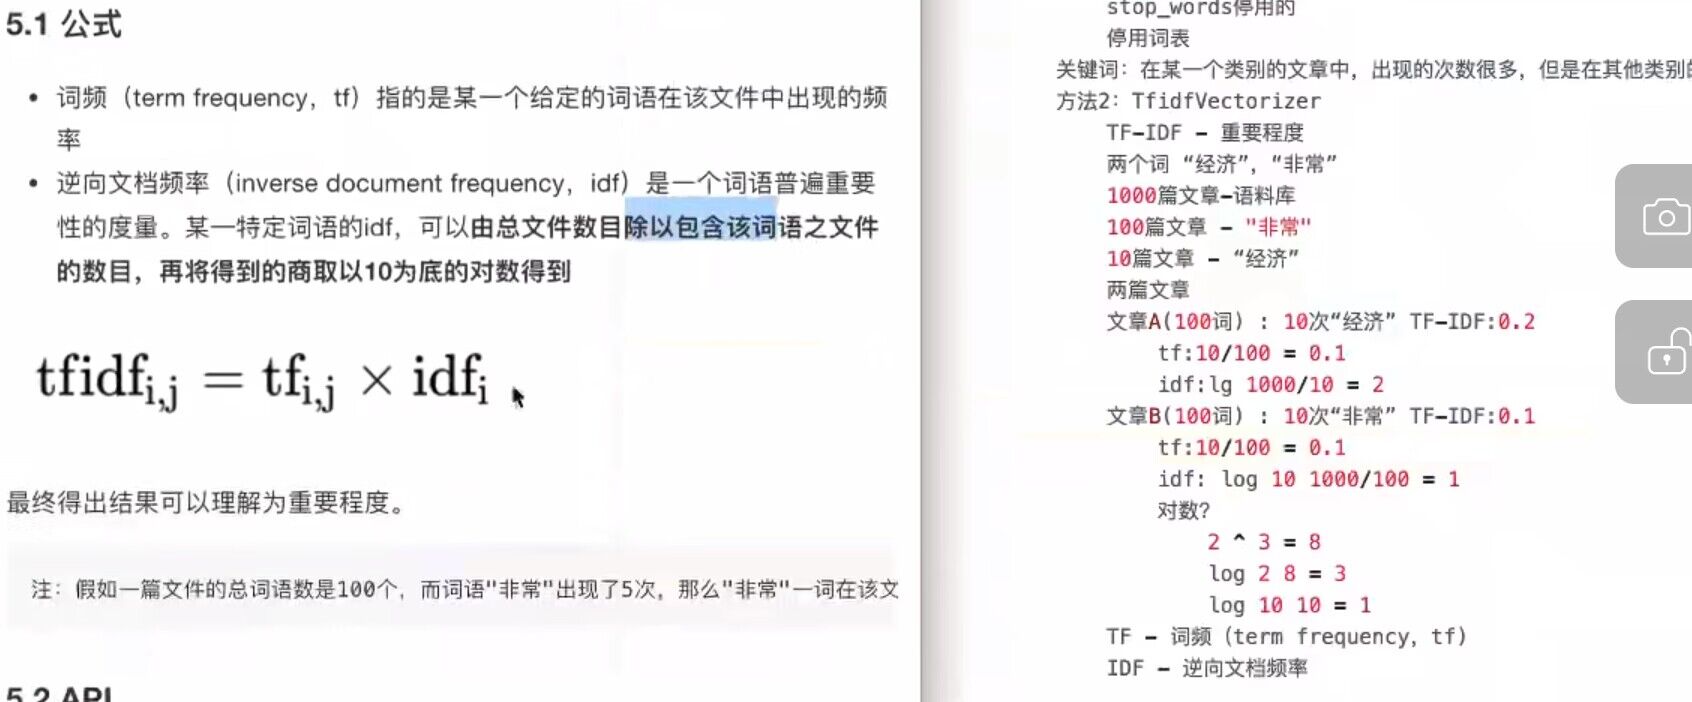 5.1 公式
• 词频（term frequency，tf）指的是某一个给定的词语在该文件中出现的频
率
• 逆向文档频率（inverse document frequency，idf）是一个词语普遍重要
性的度量。某一特定词语的idf，可以由总文件数目除以包含该词语之文件
的数目，再将得到的商取以10为底的对数得到
tfidf_{i,j} = tf_{i,j} × idf_i
最终得出结果可以理解为重要程度。
注：假如一篇文件的总词语数是100个，而词语"非常"出现了5次，那么"非常"一词在该文
5.2 API
stop_words停用的
停用词表
关键词：在某一个类别的文章中，出现的次数很多，但是在其他类别
方法2：TfidfVectorizer
TF-IDF - 重要程度
两个词 “经济”，“非常”
1000篇文章-语料库
100篇文章 - "非常"
10篇文章 - “经济”
两篇文章
文章A(100词) : 10次“经济” TF-IDF:0.2
tf:10/100 = 0.1
idf:lg 1000/10 = 2
文章B(100词) : 10次“非常” TF-IDF:0.1
tf:10/100 = 0.1
idf: log 10 1000/100 = 1
对数?
2 ^ 3 = 8
log 2 8 = 3
log 10 10 = 1
TF - 词频（term frequency，tf）
IDF - 逆向文档频率